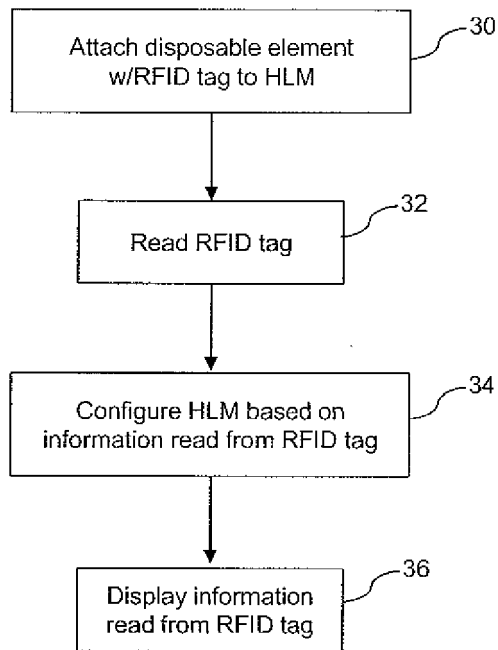 Attach disposable element
w/RFID tag to HLM
30
Read RFID tag
32
Configure HLM based on
information read from RFID tag
34
Display information
read from RFID tag
36